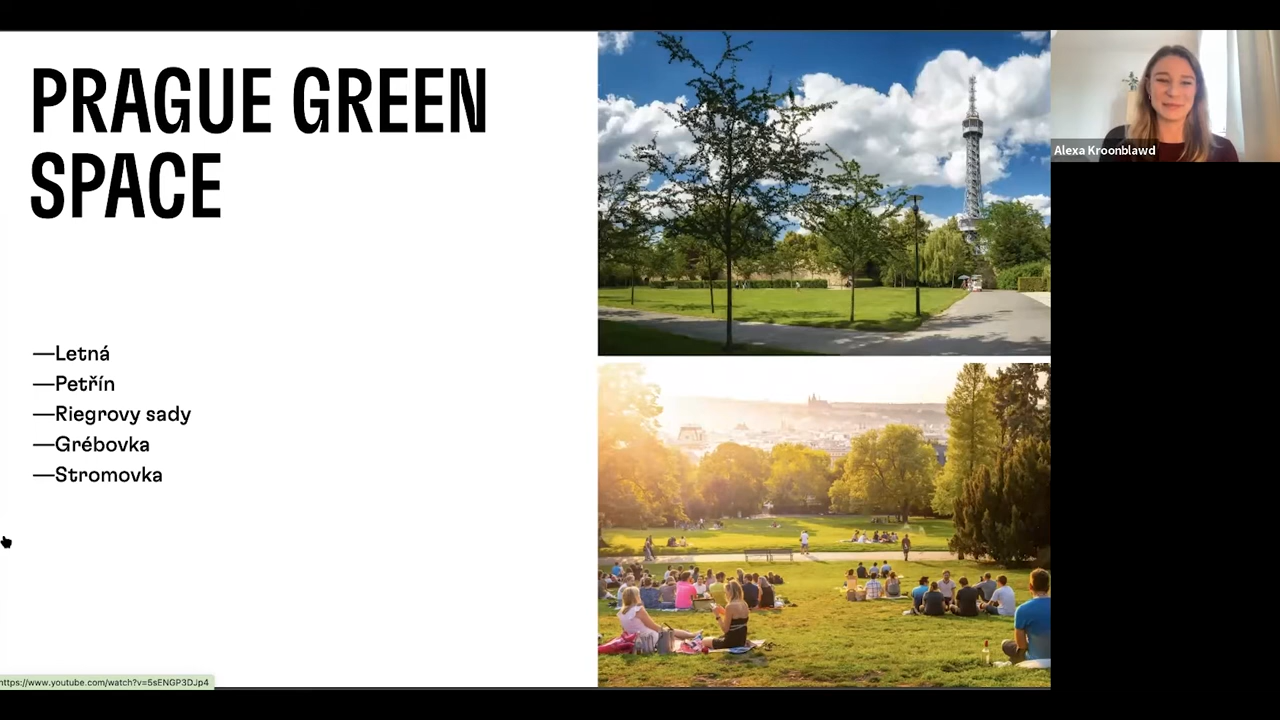 PRAGUE GREEN
SPACE
—Letná
—Petřín
—Riegrovy sady
—Grébovka
—Stromovka
Alexa Kroonblawd
https://www.youtube.com/watch?v=5sENGP3DJp4